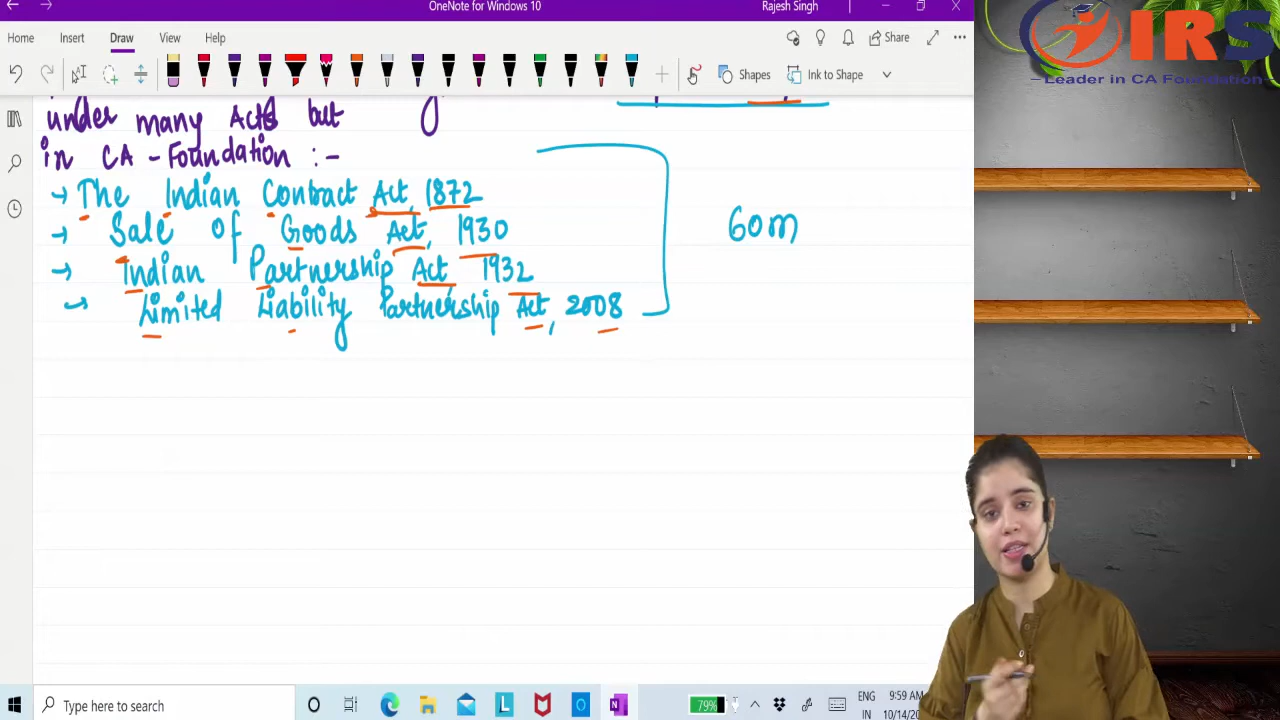 OneNote for Windows 10
Rajesh Singh
Home Insert Draw View Help
Share
Shapes
Ink to Shape
under many Acts but
in CA - Foundation :-
→ The Indian Contract Act, 1872
→ Sale of Goods Act, 1930
→ Indian Partnership Act, 1932
→ Limited Liability Partnership Act, 2008
60m
IRS
Leader in CA Foundation
Type here to search
79%
ENG
IN
9:59 AM
10/14/20